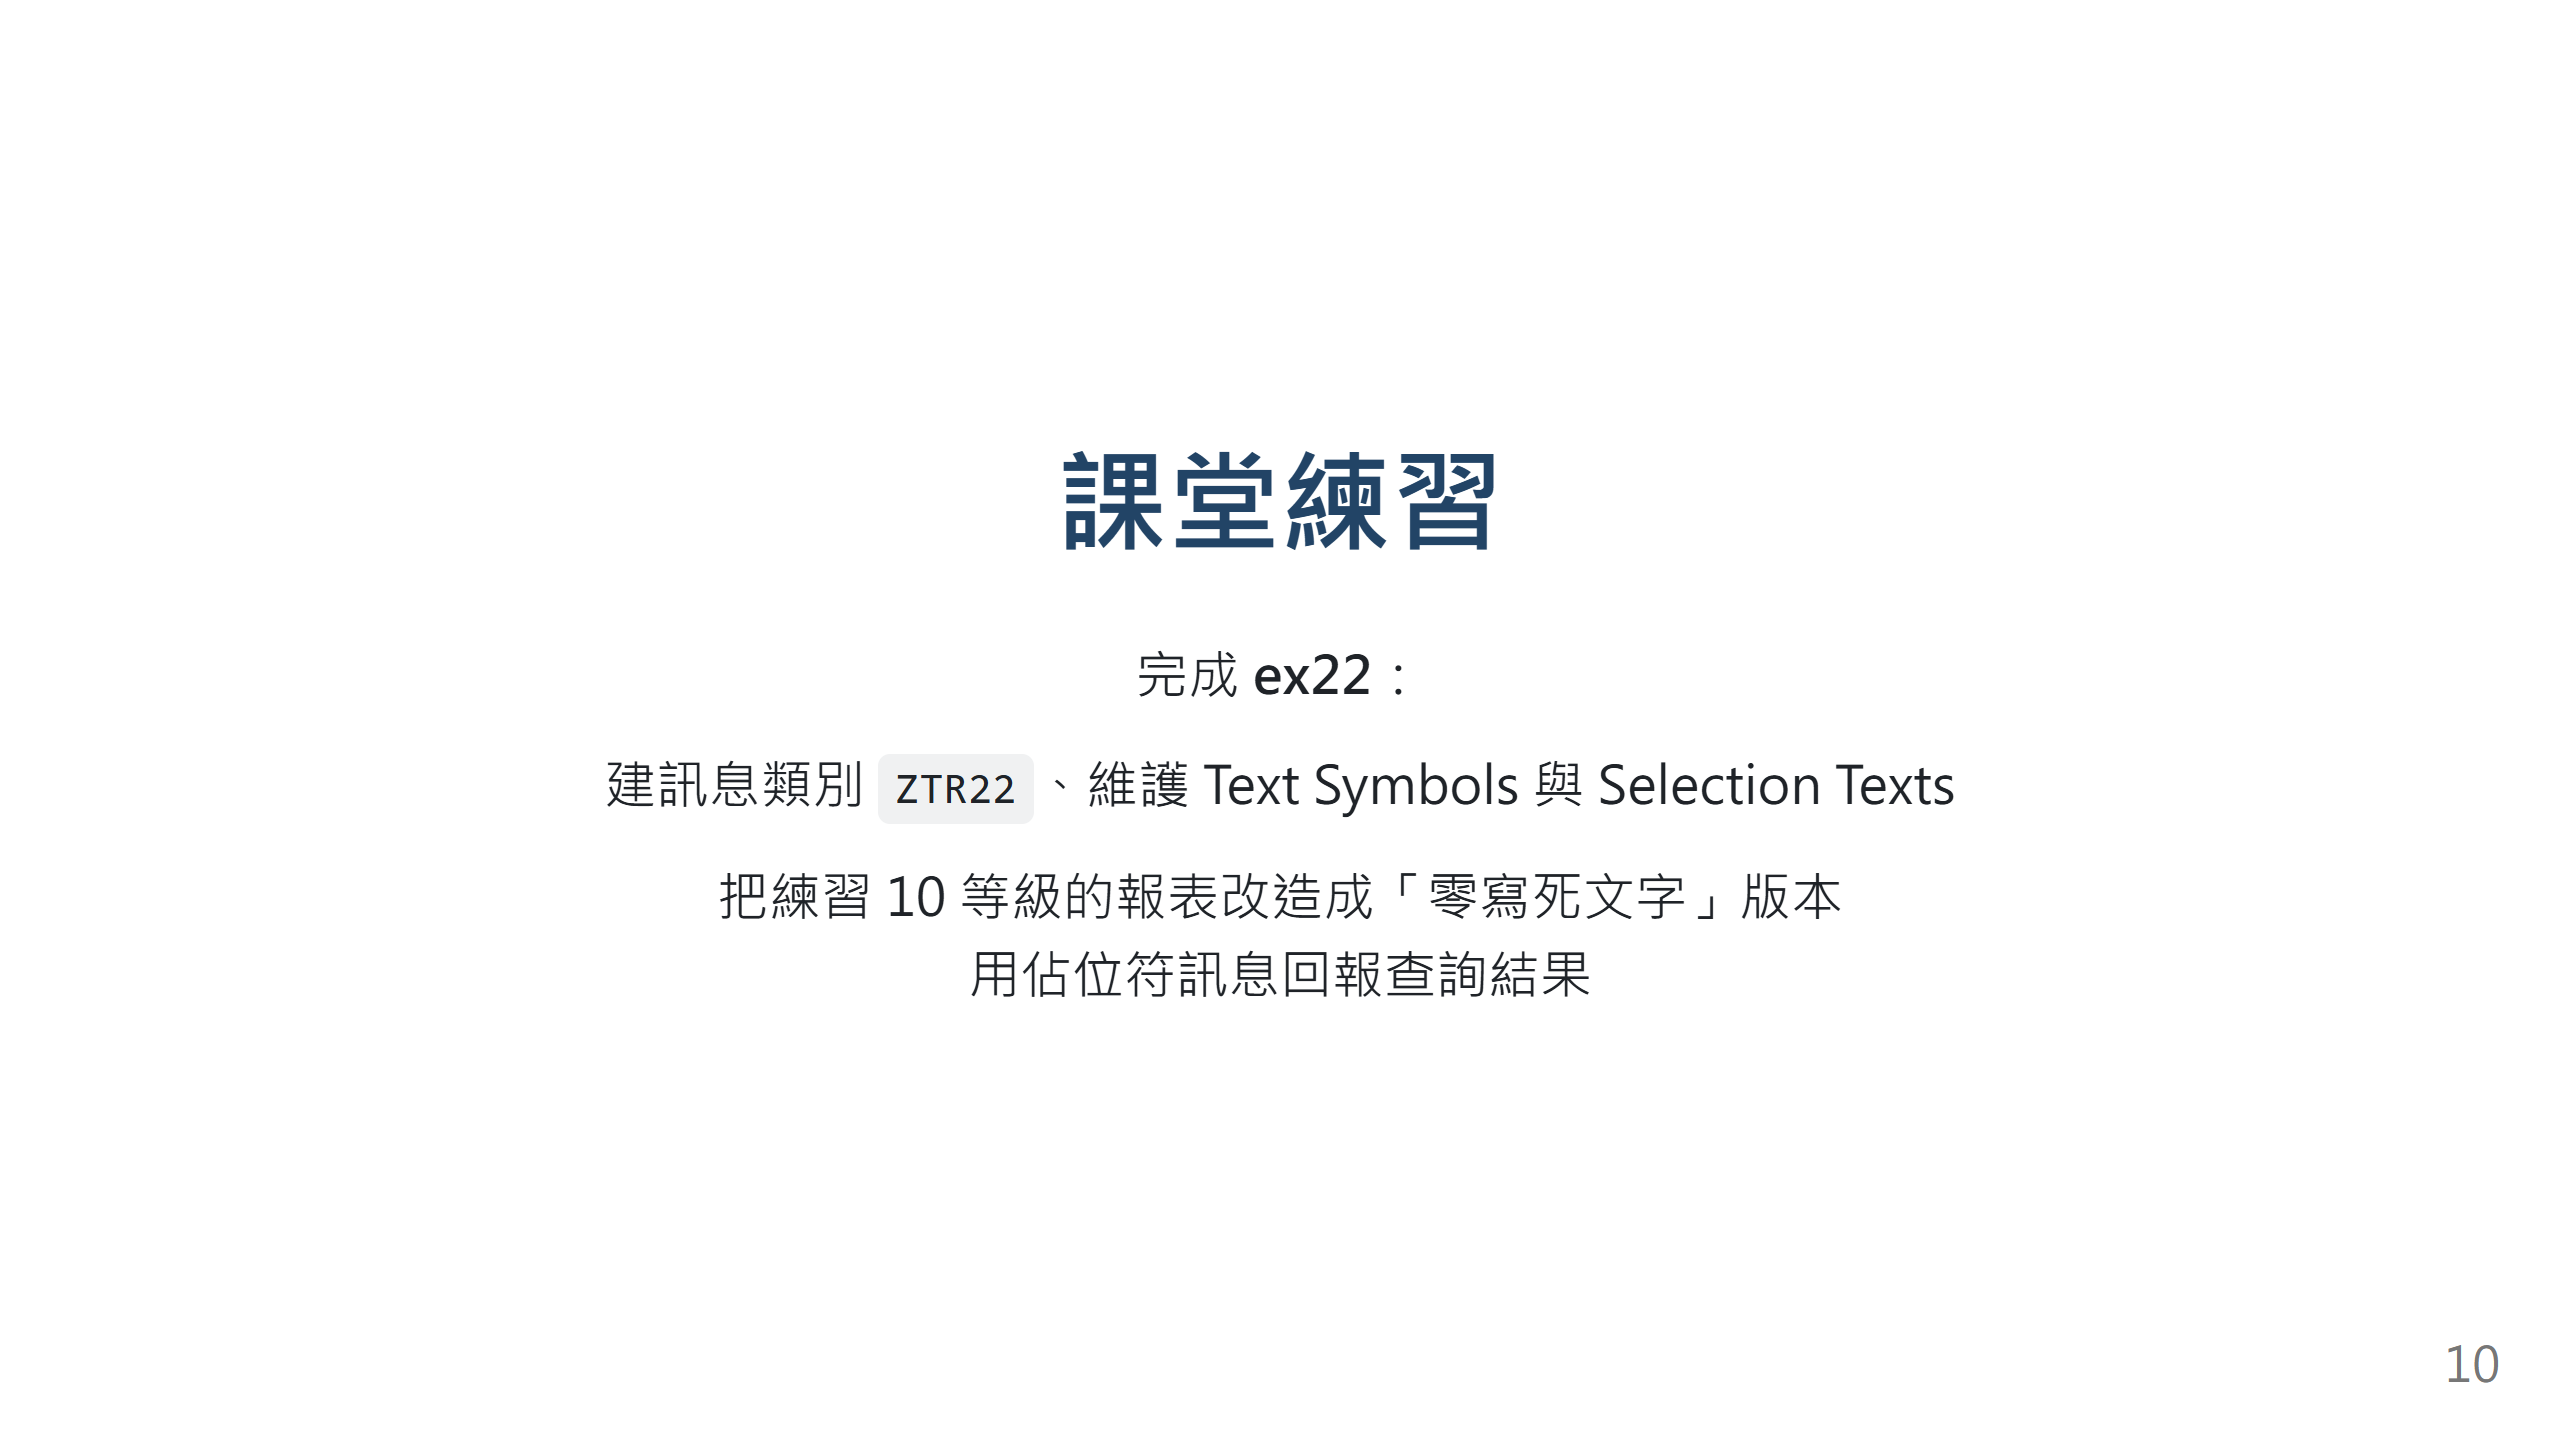 課堂練習
完成 ex22：
建訊息類別 ZTR22、維護 Text Symbols 與 Selection Texts
把練習 10 等級的報表改造成「零寫死文字」版本
用佔位符訊息回報查詢結果
10